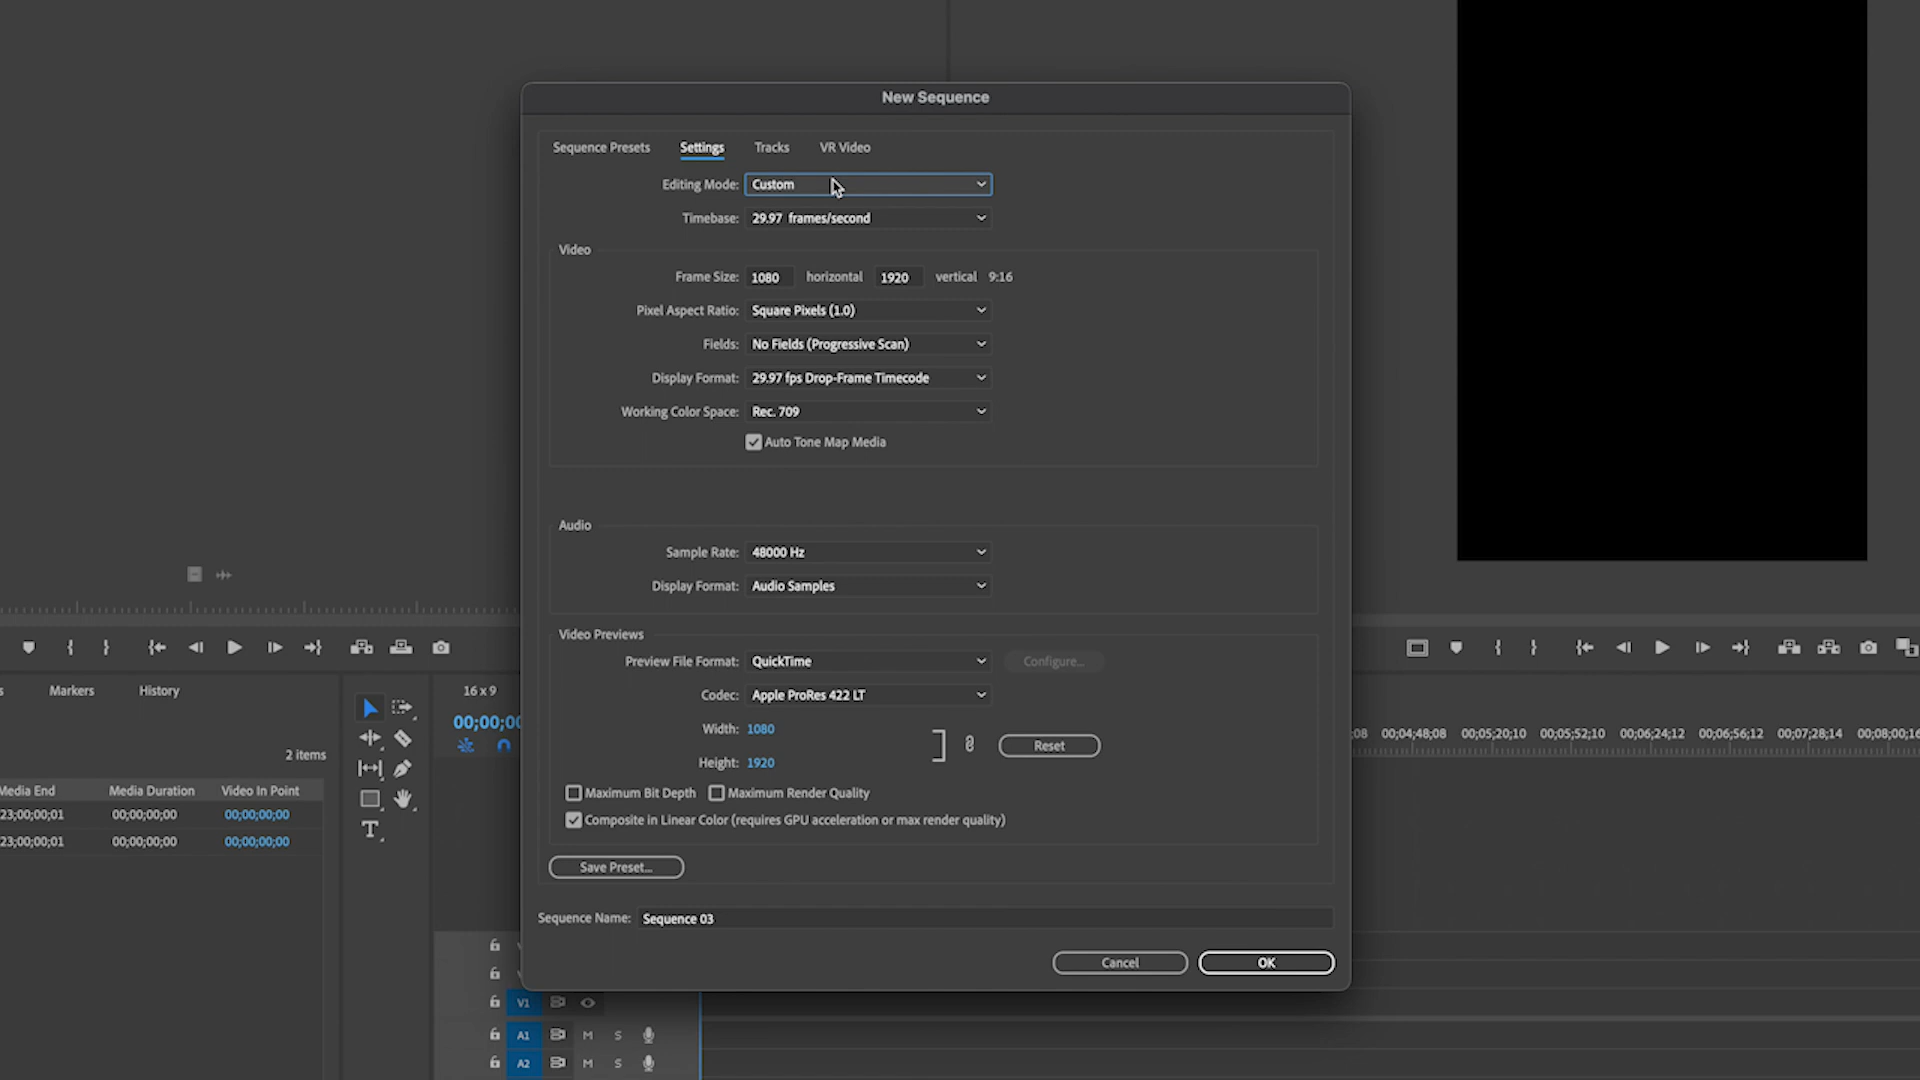 New Sequence
Sequence Presets Settings Tracks VR Video
Editing Mode: Custom
Timebase: 29.97 frames/second
Video
Frame Size: 1080 horizontal 1920 vertical 9:16
Pixel Aspect Ratio: Square Pixels (1.0)
Fields: No Fields (Progressive Scan)
Display Format: 29.97 fps Drop-Frame Timecode
Working Color Space: Rec. 709
Auto Tone Map Media
Audio
Sample Rate: 48000 Hz
Display Format: Audio Samples
Video Previews
Preview File Format: QuickTime Configure...
Codec: Apple ProRes 422 LT
Width: 1080
Height: 1920
Reset
Maximum Bit Depth Maximum Render Quality
Composite in Linear Color (requires GPU acceleration or max render quality)
Save Preset...
Sequence Name: Sequence 03
Cancel OK
s Markers History
2 items
Media End Media Duration Video In Point
23;00;00;01 00;00;00;00 00;00;00;00
23;00;00;01 00;00;00;00 00;00;00;00
16 x 9
00;00;00
;08 00;04;48;08 00;05;20;10 00;05;52;10 00;06;24;12 00;06;56;12 00;07;28;14 00;08;00;16
V1
A1 M S
A2 M S